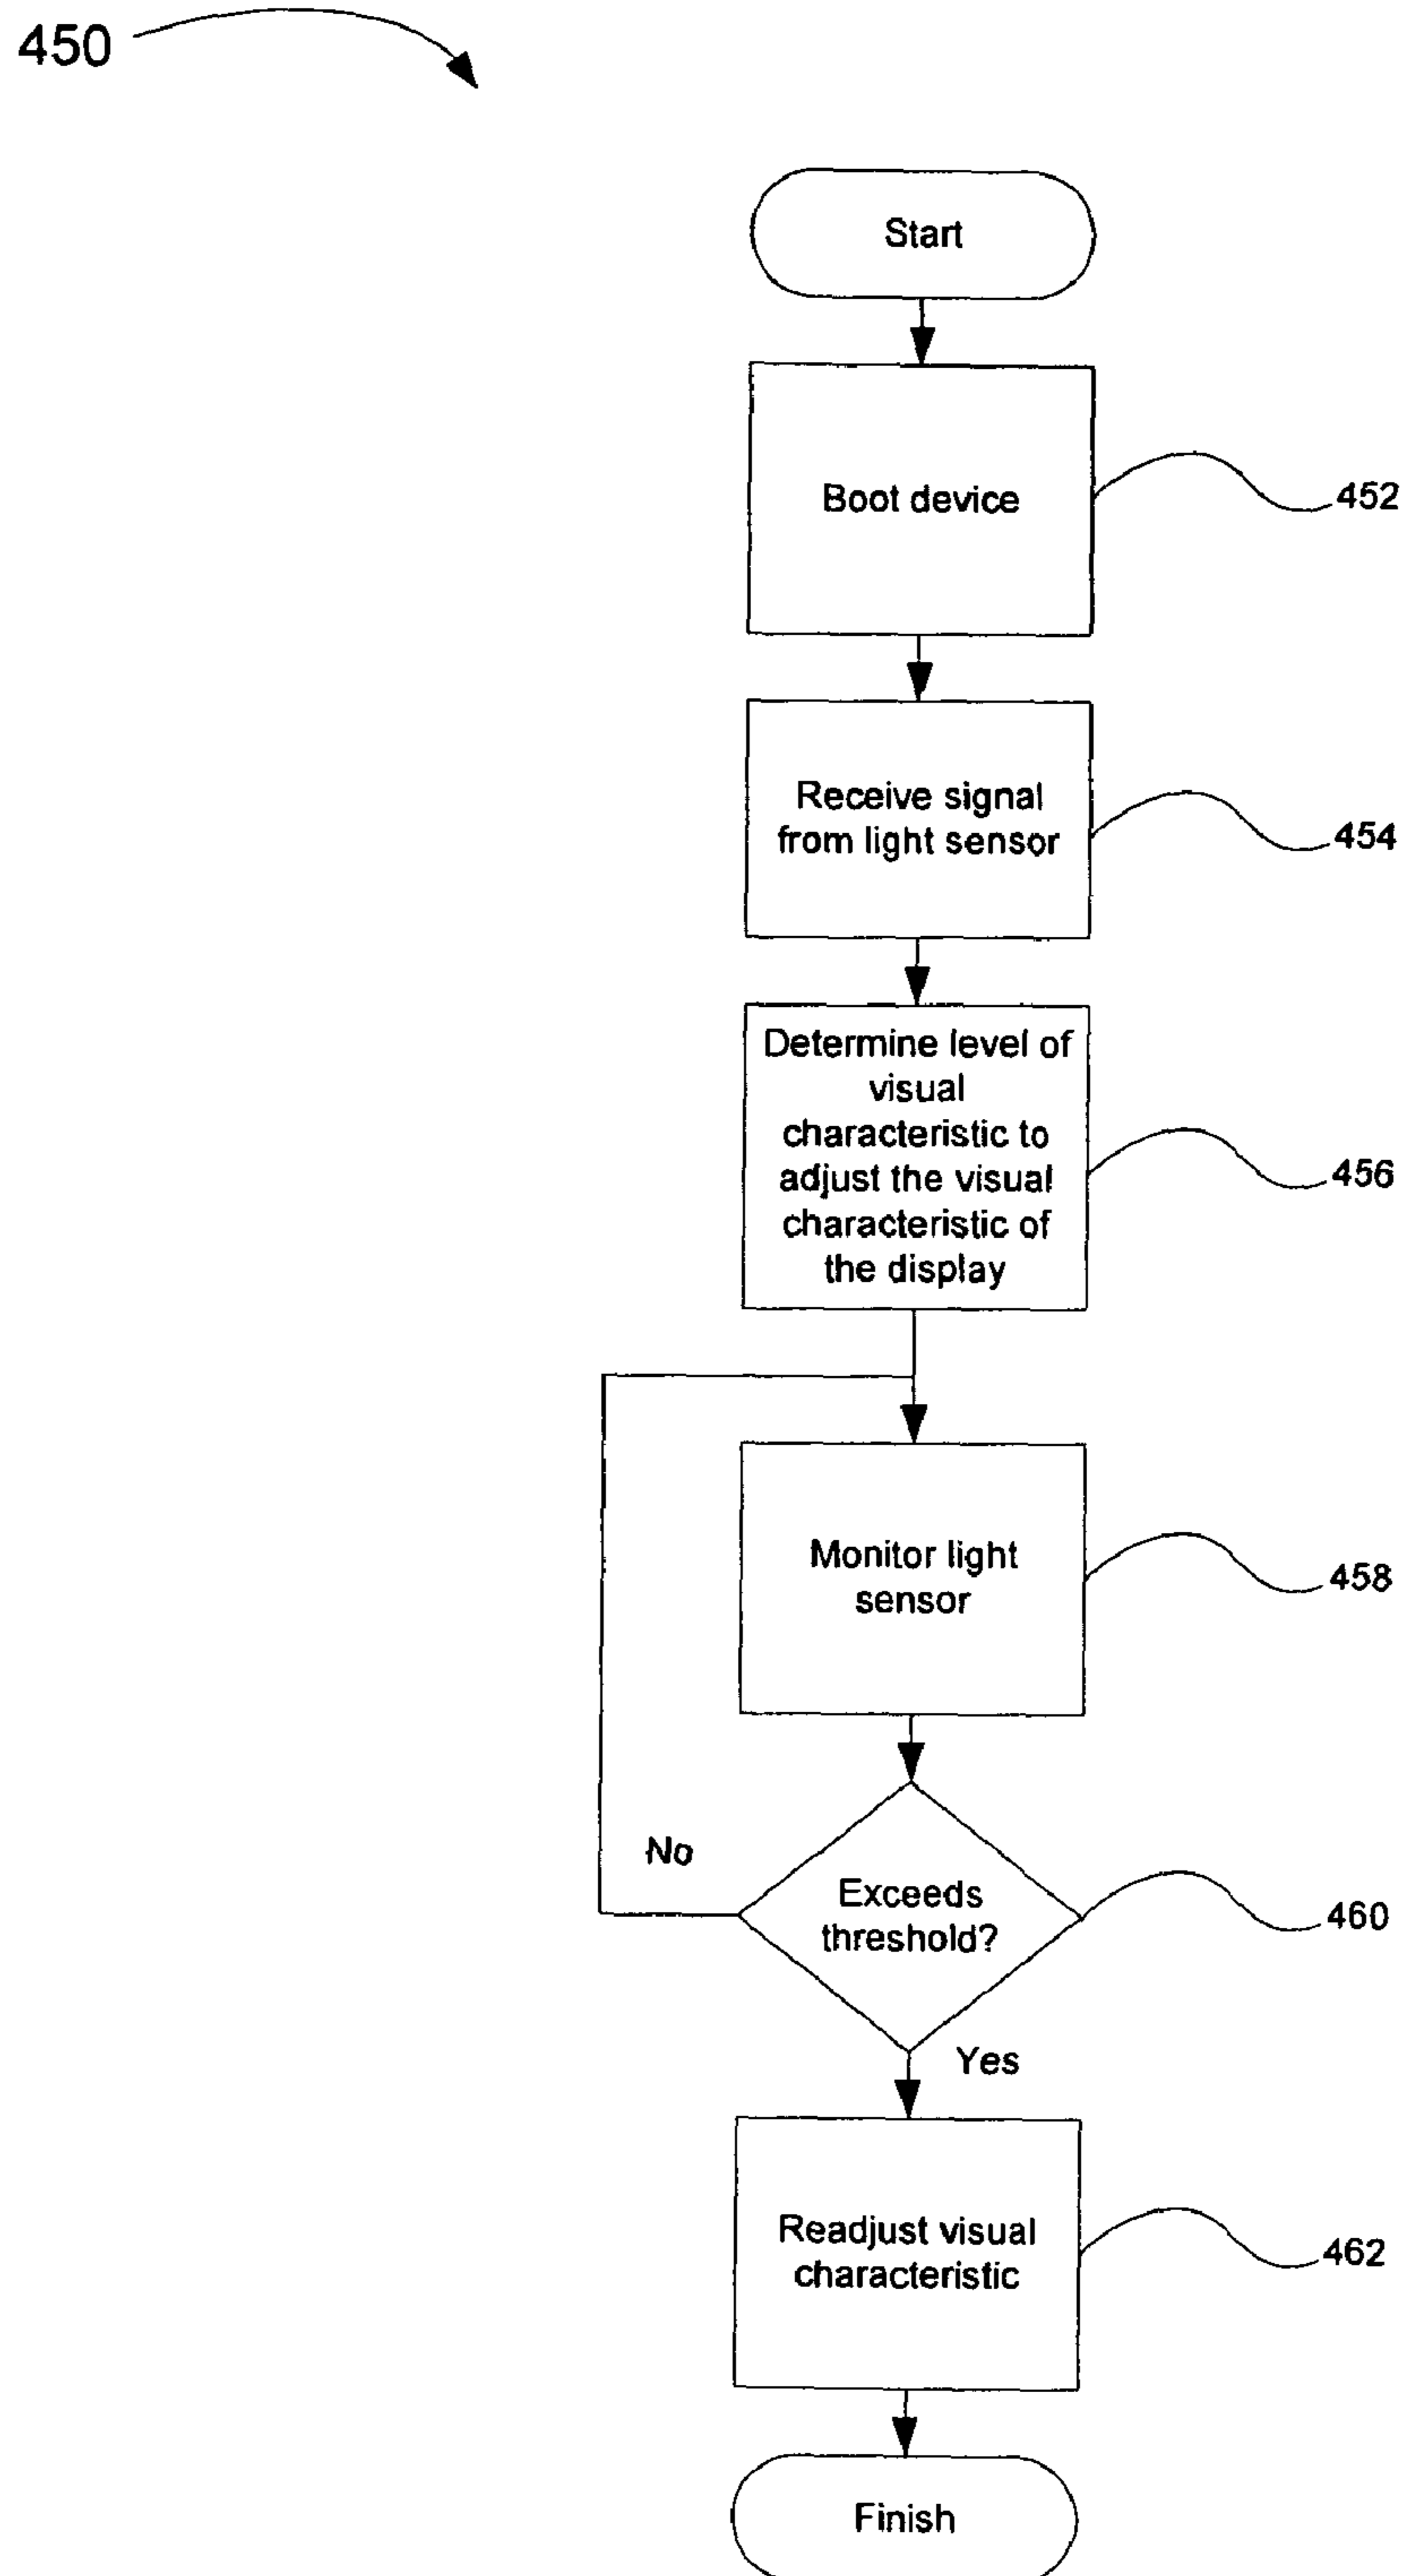 450
Start
Boot device
452
Receive signal
from light sensor
454
Determine level of
visual
characteristic to
adjust the visual
characteristic of
the display
456
Monitor light
sensor
458
No
Exceeds
threshold?
460
Yes
Readjust visual
characteristic
462
Finish